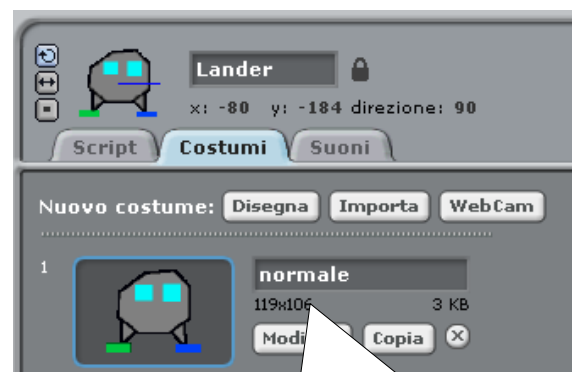 Lander
x: -80 y: -184 direzione: 90
Script Costumi Suoni
Nuovo costume: Disegna Importa WebCam
1
normale
119x106 3 KB
Copia